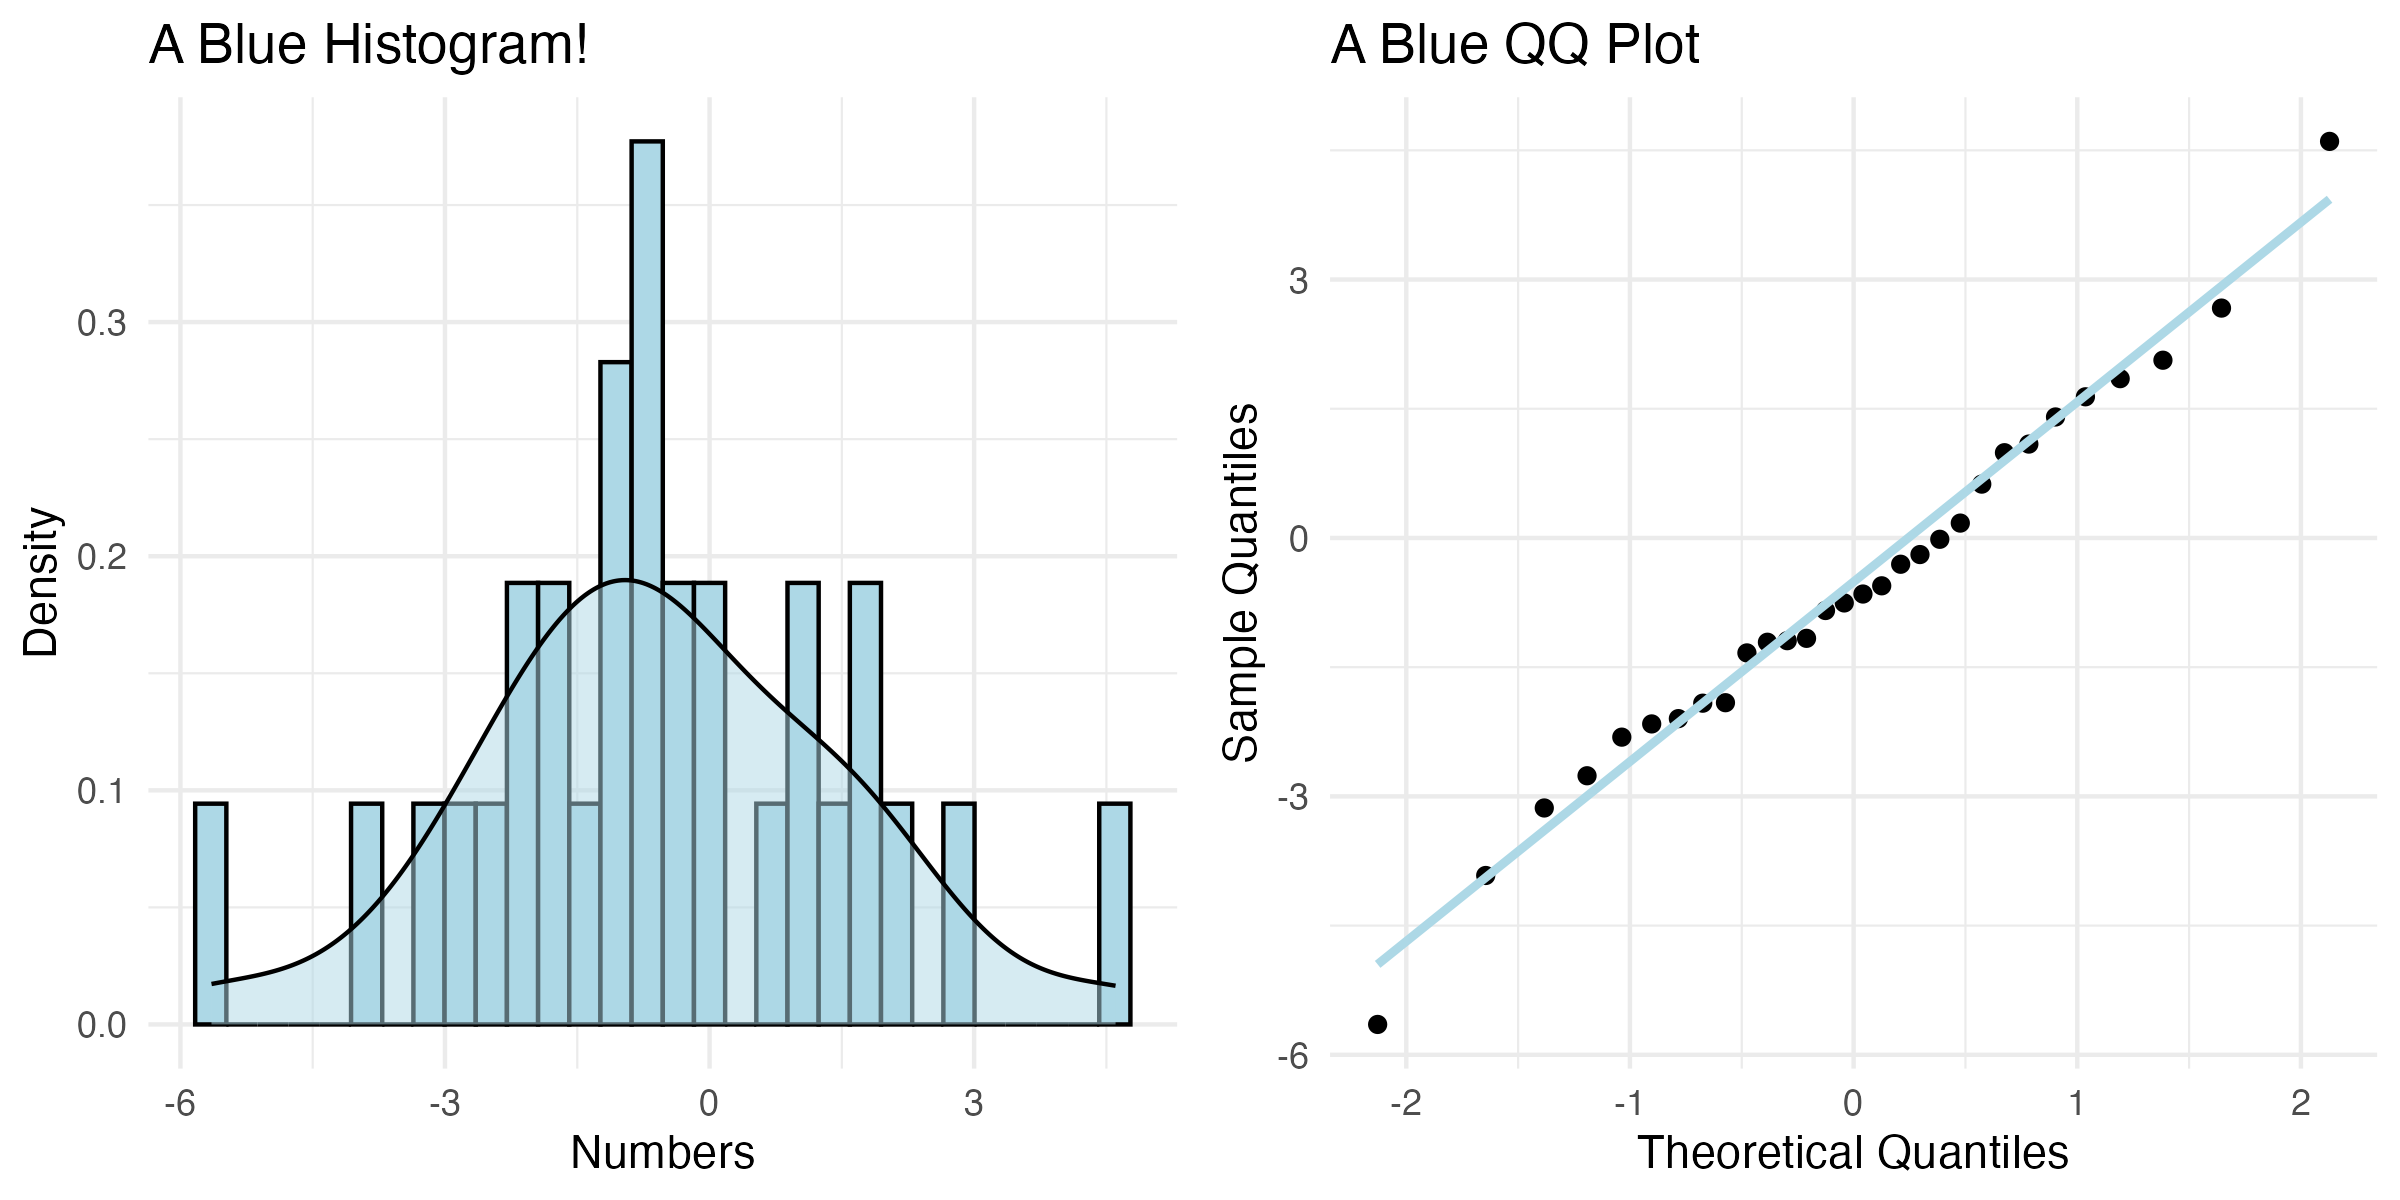 A Blue Histogram!
Density
0.3
0.2
0.1
0.0
-6 -3 0 3
Numbers
A Blue QQ Plot
Sample Quantiles
3
0
-3
-6
-2 -1 0 1 2
Theoretical Quantiles